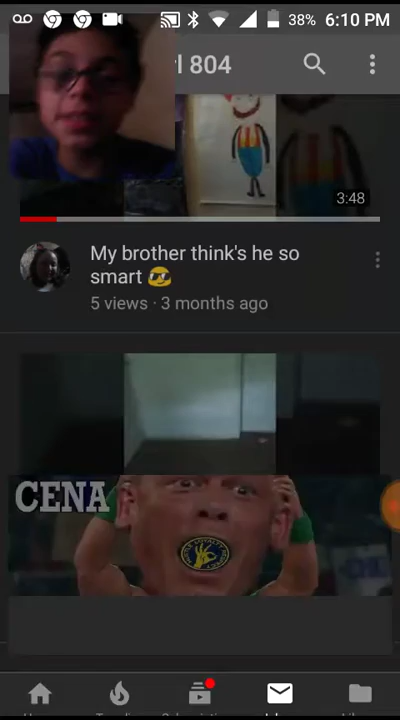 38% 6:10 PM
804
3:48
My brother think's he so
smart 😎
5 views · 3 months ago
CENA